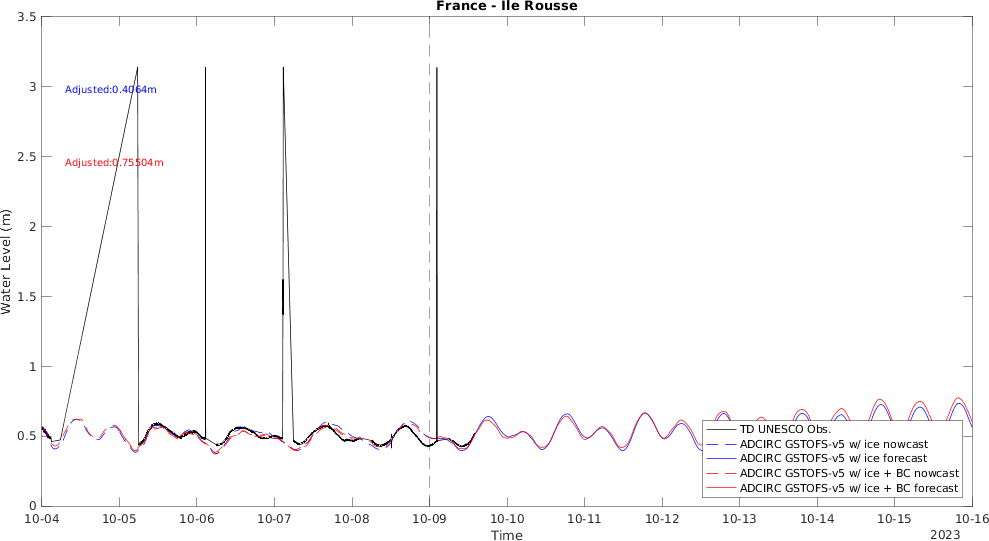 France - Ile Rousse
3.5
3
2.5
2
1.5
1
0.5
0
Water Level (m)
Adjusted:0.4064m
Adjusted:0.75504m
TD UNESCO Obs.
ADCIRC GSTOFS-v5 w/ ice nowcast
ADCIRC GSTOFS-v5 w/ ice forecast
ADCIRC GSTOFS-v5 w/ ice + BC nowcast
ADCIRC GSTOFS-v5 w/ ice + BC forecast
10-04 10-05 10-06 10-07 10-08 10-09 10-10 10-11 10-12 10-13 10-14 10-15 10-16
Time
2023